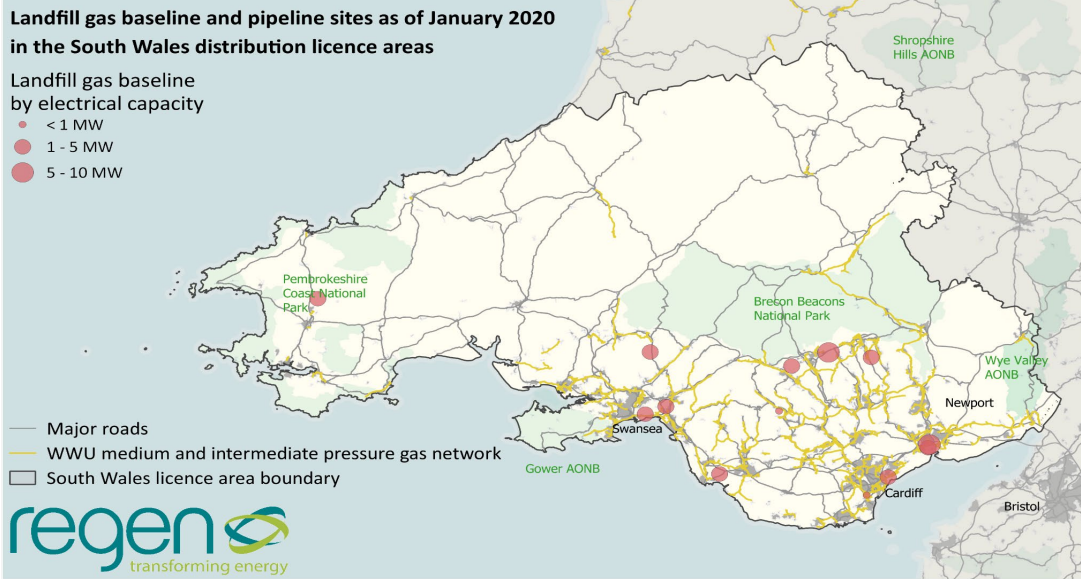 Landfill gas baseline and pipeline sites as of January 2020
in the South Wales distribution licence areas
Landfill gas baseline
by electrical capacity
< 1 MW
1 - 5 MW
5 - 10 MW
Shropshire
Hills AONB
Pembrokeshire
Coast National
Park
Brecon Beacons
National Park
Wye Valley
AONB
Newport
Swansea
Gower AONB
Cardiff
Bristol
Major roads
WWU medium and intermediate pressure gas network
South Wales licence area boundary
regen
transforming energy